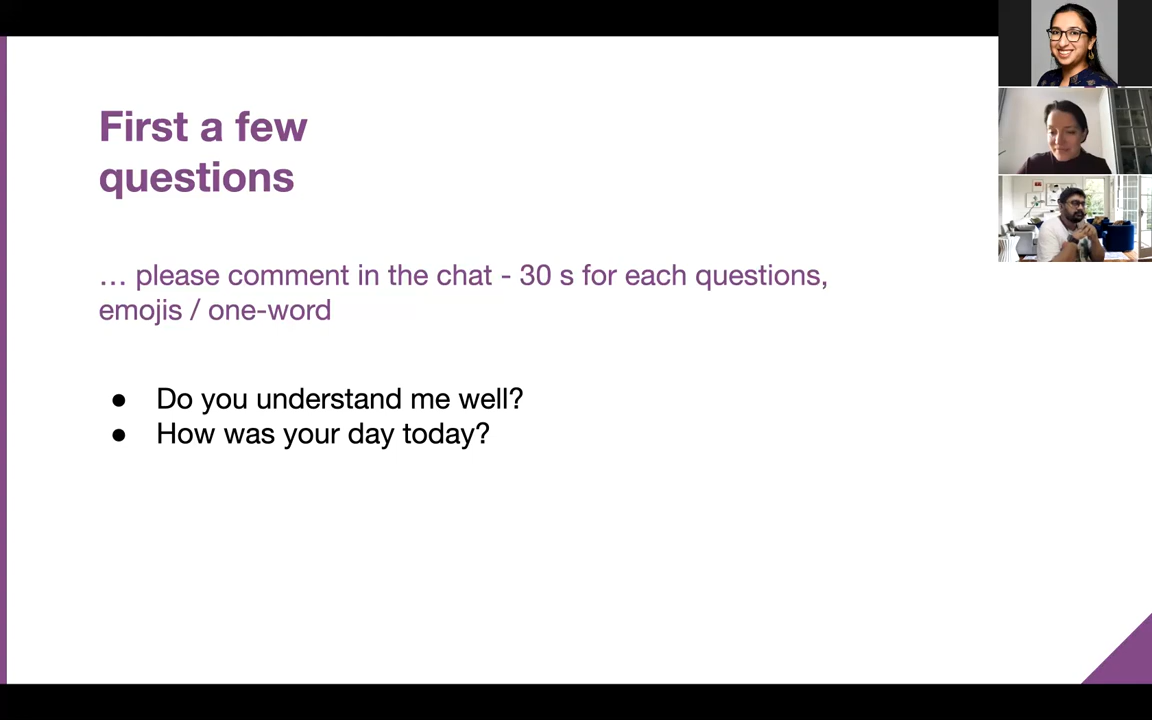 First a few
questions
… please comment in the chat - 30 s for each questions,
emojis / one-word
● Do you understand me well?
● How was your day today?